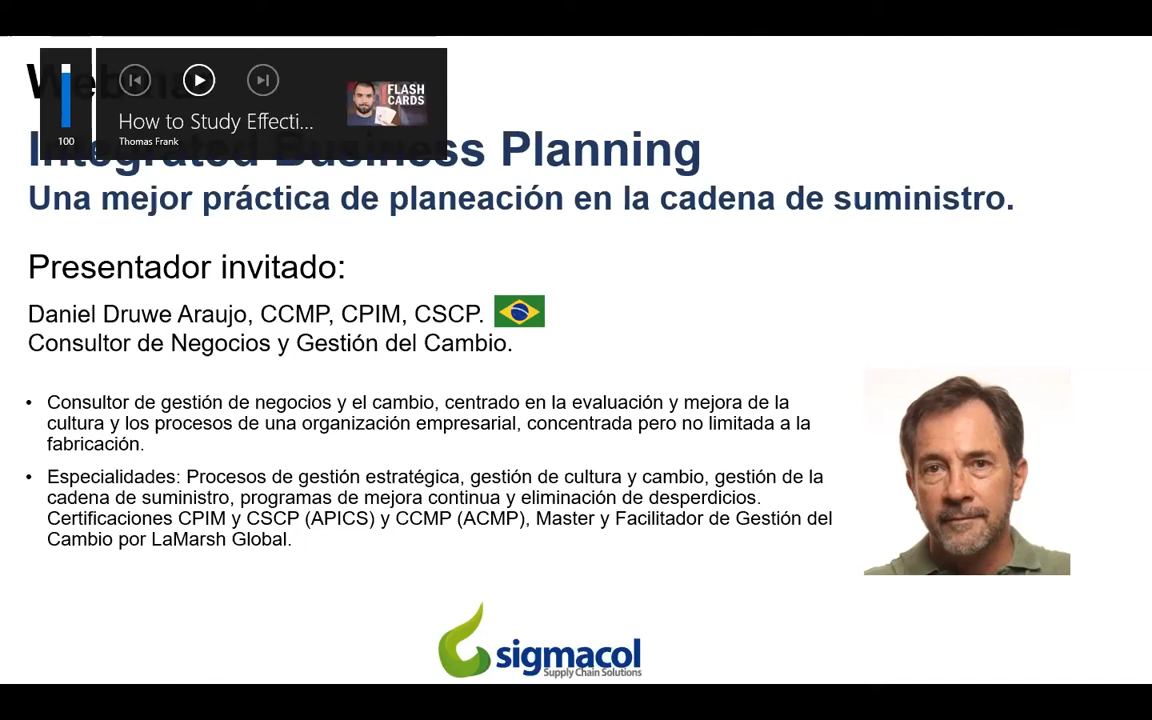 Webina
100
How to Study Effecti...
Thomas Frank
FLASH
CARDS
Integrated Business Planning
Una mejor práctica de planeación en la cadena de suministro.
Presentador invitado:
Daniel Druwe Araujo, CCMP, CPIM, CSCP.
Consultor de Negocios y Gestión del Cambio.
• Consultor de gestión de negocios y el cambio, centrado en la evaluación y mejora de la
cultura y los procesos de una organización empresarial, concentrada pero no limitada a la
fabricación.
• Especialidades: Procesos de gestión estratégica, gestión de cultura y cambio, gestión de la
cadena de suministro, programas de mejora continua y eliminación de desperdicios.
Certificaciones CPIM y CSCP (APICS) y CCMP (ACMP), Master y Facilitador de Gestión del
Cambio por LaMarsh Global.
sigmacol
Supply Chain Solutions